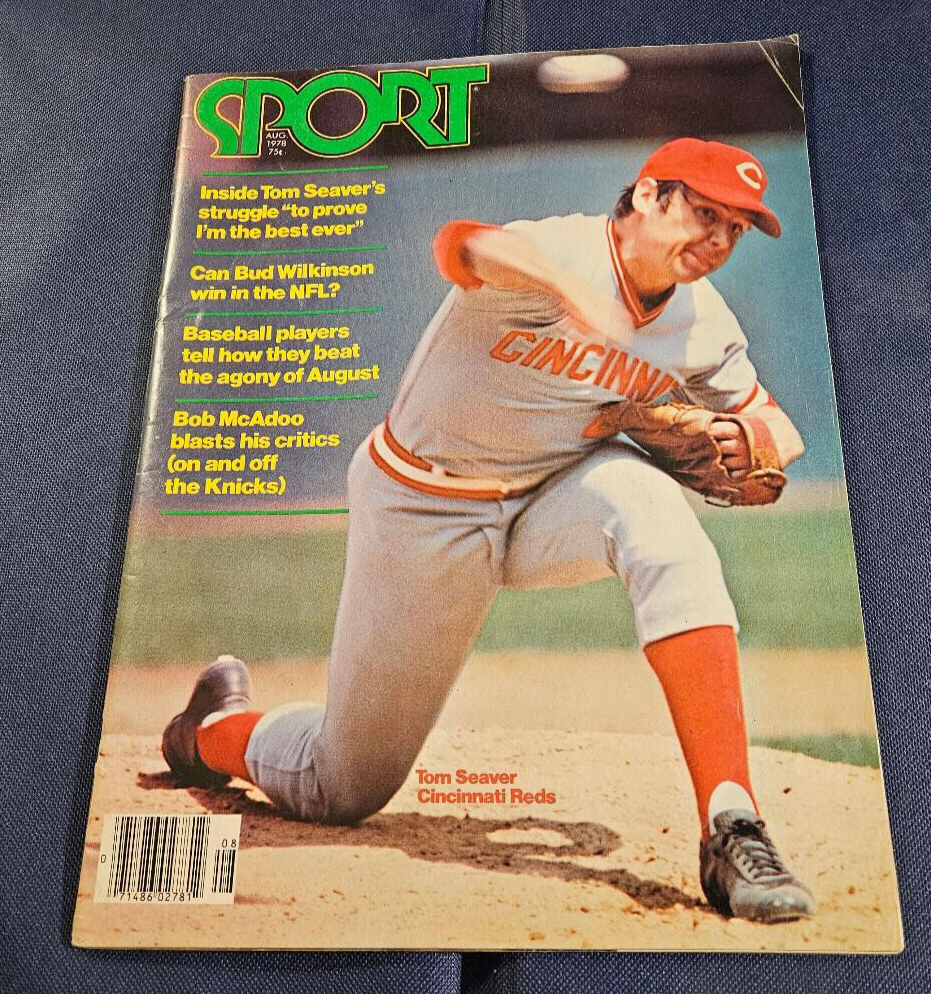 SPORT
AUG.
1978
75¢
Inside Tom Seaver's
struggle "to prove
I'm the best ever"
Can Bud Wilkinson
win in the NFL?
Baseball players
tell how they beat
the agony of August
Bob McAdoo
blasts his critics
(on and off
the Knicks)
C
CINCINN
Tom Seaver
Cincinnati Reds
08
0
71486 02781